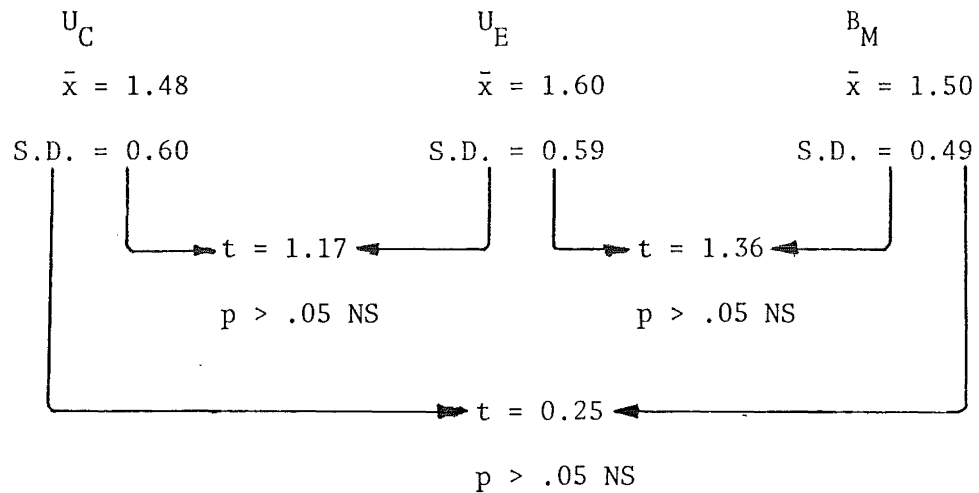 U_C U_E B_M
x̄ = 1.48 x̄ = 1.60 x̄ = 1.50
S.D. = 0.60 S.D. = 0.59 S.D. = 0.49
t = 1.17 t = 1.36
p > .05 NS p > .05 NS
t = 0.25
p > .05 NS